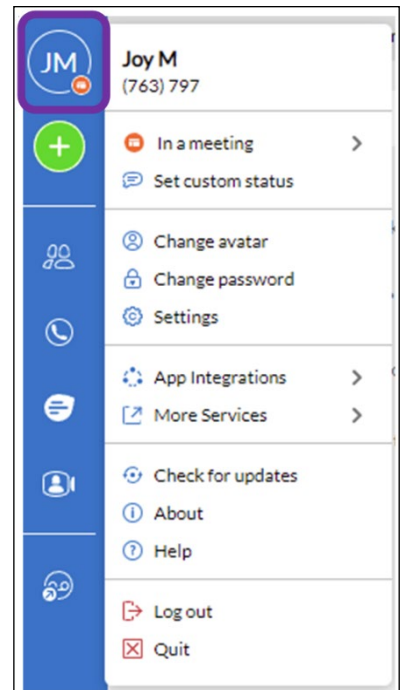 JM
Joy M
(763) 797
In a meeting
Set custom status
Change avatar
Change password
Settings
App Integrations
More Services
Check for updates
About
Help
Log out
Quit